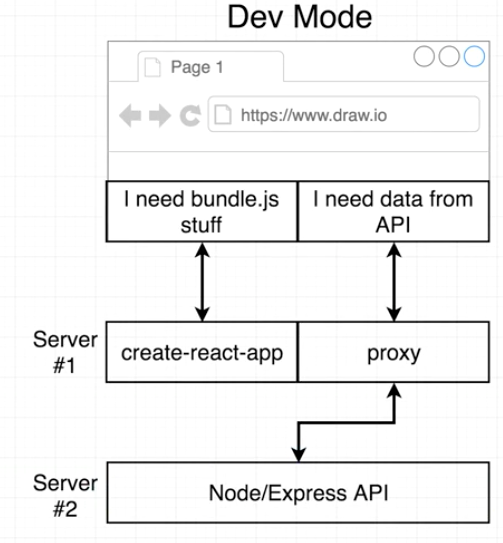 Dev Mode
Page 1
https://www.draw.io
I need bundle.js
stuff
I need data from
API
Server
#1
create-react-app
proxy
Server
#2
Node/Express API